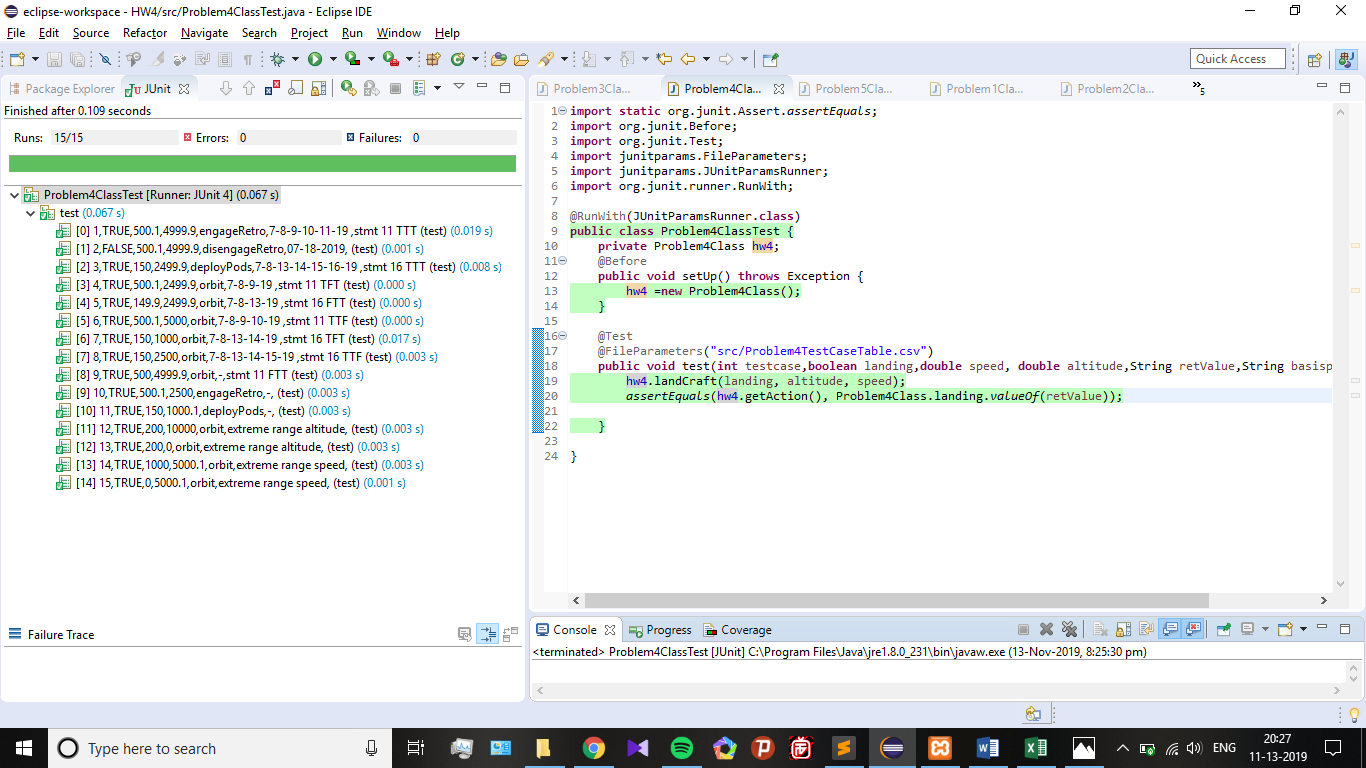 eclipse-workspace - HW4/src/Problem4ClassTest.java - Eclipse IDE
File Edit Source Refactor Navigate Search Project Run Window Help
Quick Access
Package Explorer JUnit
Finished after 0.109 seconds
Runs: 15/15 Errors: 0 Failures: 0
Problem4ClassTest [Runner: JUnit 4] (0.067 s)
test (0.067 s)
[0] 1,TRUE,500.1,4999.9,engageRetro,7-8-9-10-11-19 ,stmt 11 TTT (test) (0.019 s)
[1] 2,FALSE,500.1,4999.9,disengageRetro,07-18-2019, (test) (0.001 s)
[2] 3,TRUE,150,2499.9,deployPods,7-8-13-14-15-16-19 ,stmt 16 TTT (test) (0.008 s)
[3] 4,TRUE,500.1,2499.9,orbit,7-8-9-19 ,stmt 11 TFT (test) (0.000 s)
[4] 5,TRUE,149.9,2499.9,orbit,7-8-13-19 ,stmt 16 FTT (test) (0.000 s)
[5] 6,TRUE,500.1,5000,orbit,7-8-9-10-19 ,stmt 11 TTF (test) (0.000 s)
[6] 7,TRUE,150,1000,orbit,7-8-13-14-19 ,stmt 16 TFT (test) (0.017 s)
[7] 8,TRUE,150,2500,orbit,7-8-13-14-15-19 ,stmt 16 TTF (test) (0.003 s)
[8] 9,TRUE,500,4999.9,orbit,-,stmt 11 FTT (test) (0.003 s)
[9] 10,TRUE,500.1,2500,engageRetro,-, (test) (0.003 s)
[10] 11,TRUE,150,1000.1,deployPods,-, (test) (0.003 s)
[11] 12,TRUE,200,10000,orbit,extreme range altitude, (test) (0.003 s)
[12] 13,TRUE,200,0,orbit,extreme range altitude, (test) (0.003 s)
[13] 14,TRUE,1000,5000.1,orbit,extreme range speed, (test) (0.003 s)
[14] 15,TRUE,0,5000.1,orbit,extreme range speed, (test) (0.001 s)
Failure Trace
Problem3Cla... Problem4Cla... Problem5Cla... Problem1Cla... Problem2Cla... »5
1 import static org.junit.Assert.assertEquals;
2 import org.junit.Before;
3 import org.junit.Test;
4 import junitparams.FileParameters;
5 import junitparams.JUnitParamsRunner;
6 import org.junit.runner.RunWith;
7
8 @RunWith(JUnitParamsRunner.class)
9 public class Problem4ClassTest {
10 private Problem4Class hw4;
11 @Before
12 public void setUp() throws Exception {
13 hw4 =new Problem4Class();
14 }
15
16 @Test
17 @FileParameters("src/Problem4TestCaseTable.csv")
18 public void test(int testcase,boolean landing,double speed, double altitude,String retValue,String basisp
19 hw4.landCraft(landing, altitude, speed);
20 assertEquals(hw4.getAction(), Problem4Class.landing.valueOf(retValue));
21
22 }
23
24 }
Console Progress Coverage
<terminated> Problem4ClassTest [JUnit] C:\Program Files\Java\jre1.8.0_231\bin\javaw.exe (13-Nov-2019, 8:25:30 pm)
Type here to search
ENG
20:27
11-13-2019